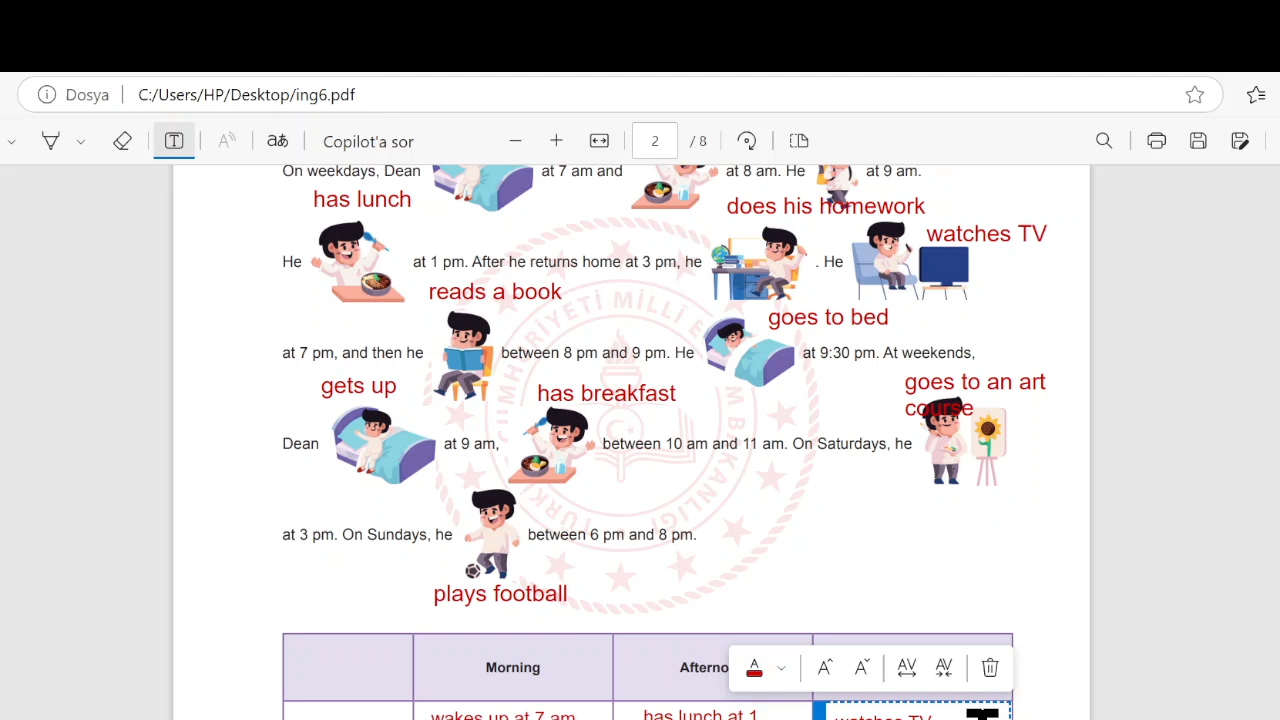 Dosya C:/Users/HP/Desktop/ing6.pdf
aあ Copilot'a sor 2 / 8
On weekdays, Dean at 7 am and at 8 am. He at 9 am.
has lunch does his homework
watches TV
He at 1 pm. After he returns home at 3 pm, he . He
reads a book
goes to bed
at 7 pm, and then he between 8 pm and 9 pm. He at 9:30 pm. At weekends,
gets up has breakfast goes to an art
course
Dean at 9 am, between 10 am and 11 am. On Saturdays, he
at 3 pm. On Sundays, he between 6 pm and 8 pm.
plays football
Morning Afterno
wakes up at 7 am has lunch at 1 watches TV